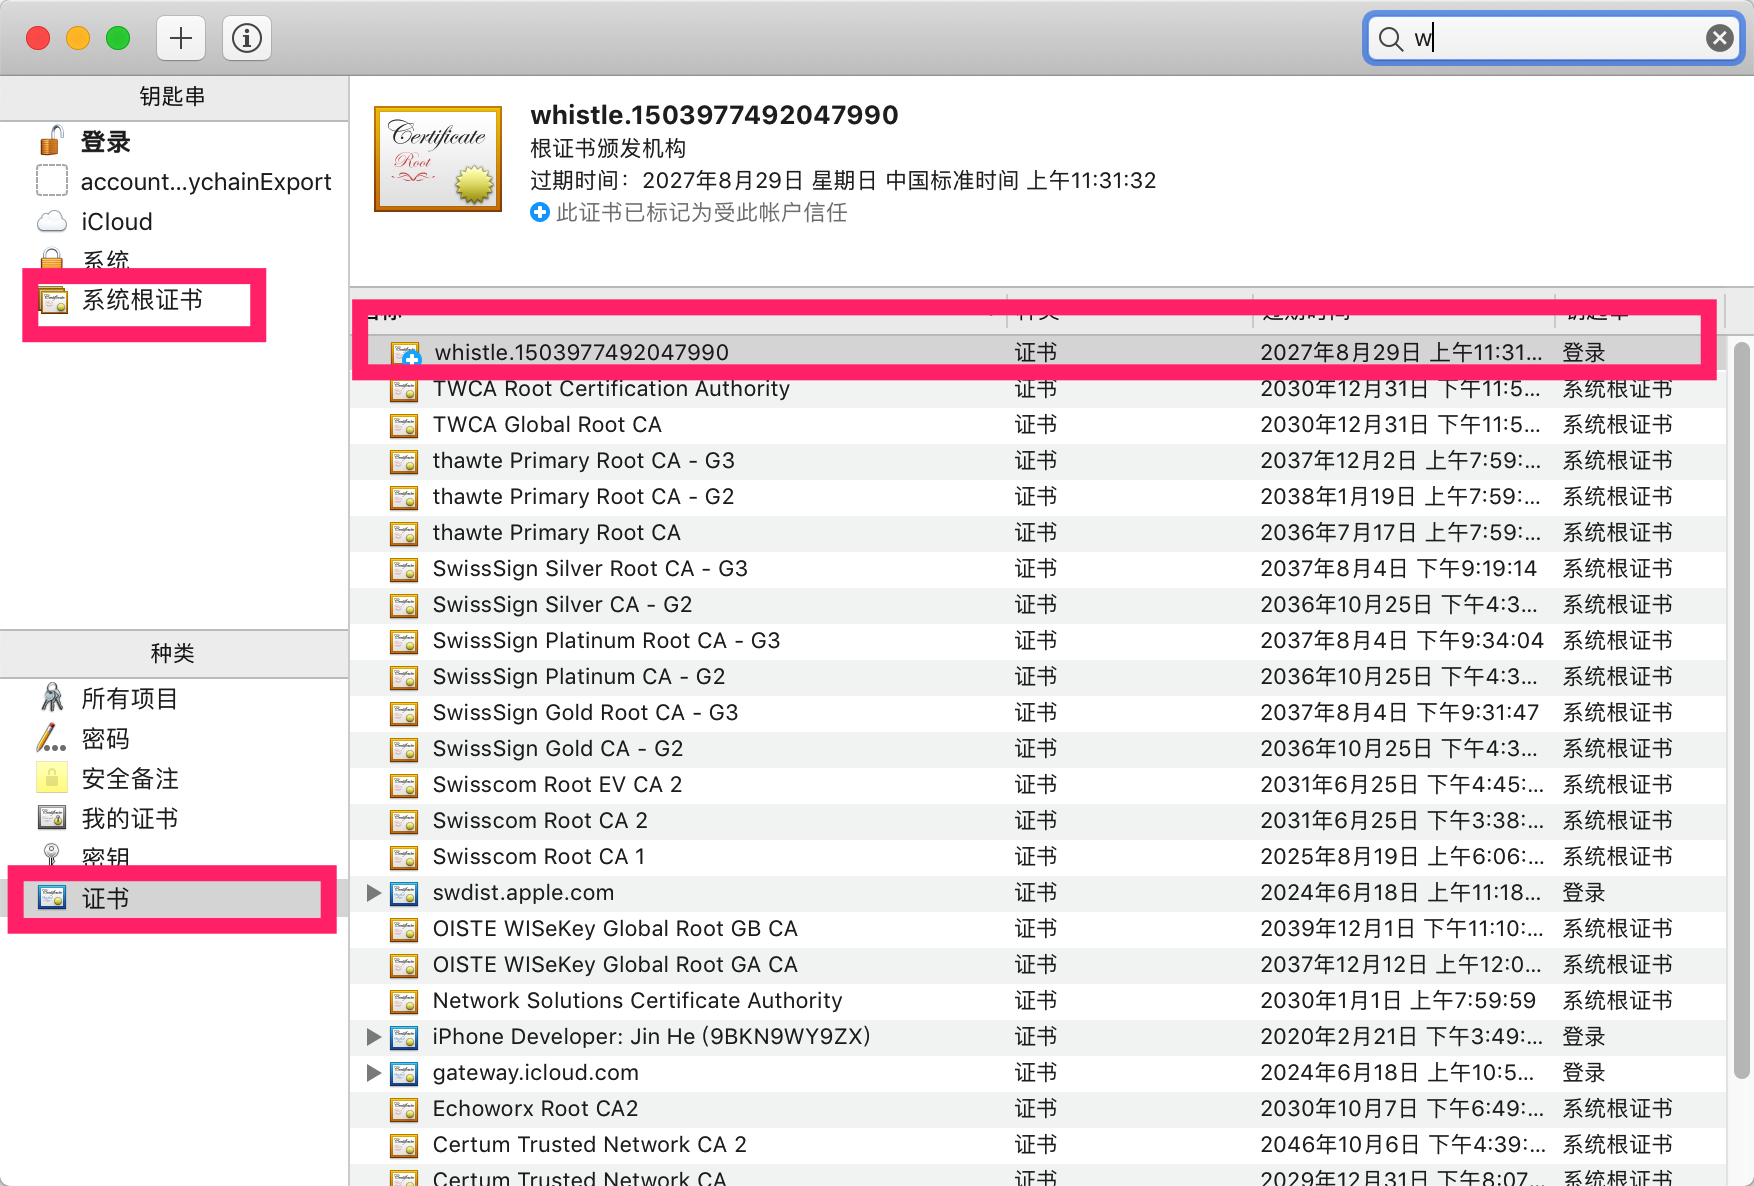 w
钥匙串
登录
account...ychainExport
iCloud
系统
系统根证书
种类
所有项目
密码
安全备注
我的证书
密钥
证书
Certificate
Root
whistle.1503977492047990
根证书颁发机构
过期时间：2027年8月29日 星期日 中国标准时间 上午11:31:32
此证书已标记为受此帐户信任
名称 种类 过期时间 钥匙串
whistle.1503977492047990 证书 2027年8月29日 上午11:31... 登录
TWCA Root Certification Authority 证书 2030年12月31日 下午11:5... 系统根证书
TWCA Global Root CA 证书 2030年12月31日 下午11:5... 系统根证书
thawte Primary Root CA - G3 证书 2037年12月2日 上午7:59:... 系统根证书
thawte Primary Root CA - G2 证书 2038年1月19日 上午7:59:... 系统根证书
thawte Primary Root CA 证书 2036年7月17日 上午7:59:... 系统根证书
SwissSign Silver Root CA - G3 证书 2037年8月4日 下午9:19:14 系统根证书
SwissSign Silver CA - G2 证书 2036年10月25日 下午4:3... 系统根证书
SwissSign Platinum Root CA - G3 证书 2037年8月4日 下午9:34:04 系统根证书
SwissSign Platinum CA - G2 证书 2036年10月25日 下午4:3... 系统根证书
SwissSign Gold Root CA - G3 证书 2037年8月4日 下午9:31:47 系统根证书
SwissSign Gold CA - G2 证书 2036年10月25日 下午4:3... 系统根证书
Swisscom Root EV CA 2 证书 2031年6月25日 下午4:45:... 系统根证书
Swisscom Root CA 2 证书 2031年6月25日 下午3:38:... 系统根证书
Swisscom Root CA 1 证书 2025年8月19日 上午6:06:... 系统根证书
swdist.apple.com 证书 2024年6月18日 上午11:18... 登录
OISTE WISeKey Global Root GB CA 证书 2039年12月1日 下午11:10:... 系统根证书
OISTE WISeKey Global Root GA CA 证书 2037年12月12日 上午12:0... 系统根证书
Network Solutions Certificate Authority 证书 2030年1月1日 上午7:59:59 系统根证书
iPhone Developer: Jin He (9BKN9WY9ZX) 证书 2020年2月21日 下午3:49:... 登录
gateway.icloud.com 证书 2024年6月18日 上午10:5... 登录
Echoworx Root CA2 证书 2030年10月7日 下午6:49:... 系统根证书
Certum Trusted Network CA 2 证书 2046年10月6日 下午4:39:... 系统根证书
Certum Trusted Network CA 证书 2029年12月31日 下午8:07... 系统根证书